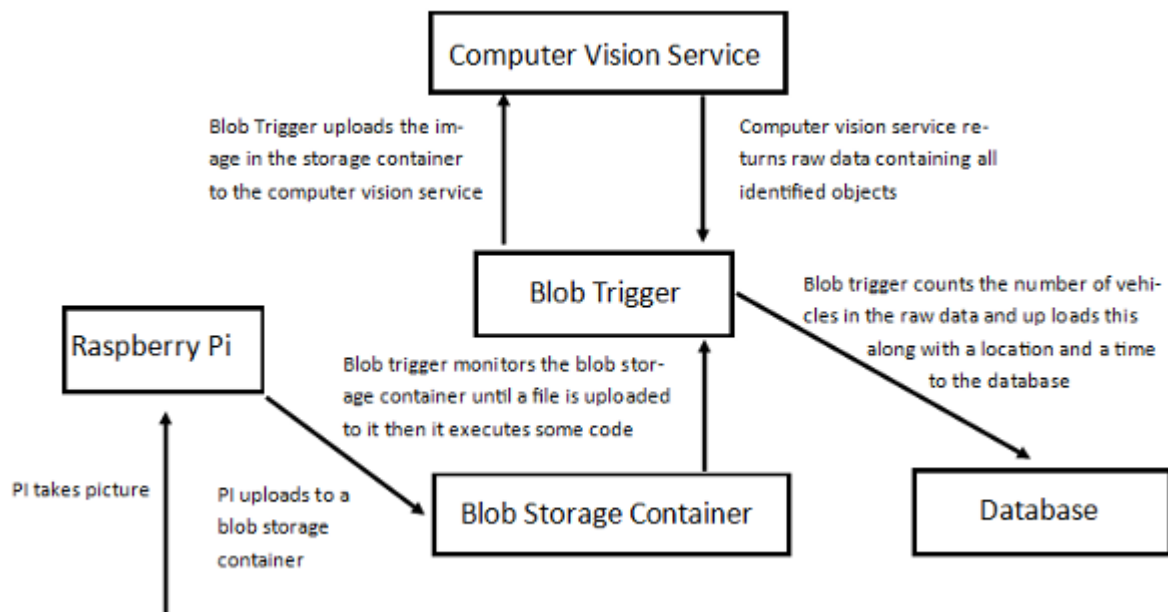 Computer Vision Service
Blob Trigger uploads the im-
age in the storage container
to the computer vision service
Computer vision service re-
turns raw data containing all
identified objects
Blob Trigger
Blob trigger counts the number of vehi-
cles in the raw data and up loads this
along with a location and a time
to the database
Raspberry Pi
Blob trigger monitors the blob stor-
age container until a file is uploaded
to it then it executes some code
PI takes picture
PI uploads to a
blob storage
container
Blob Storage Container
Database